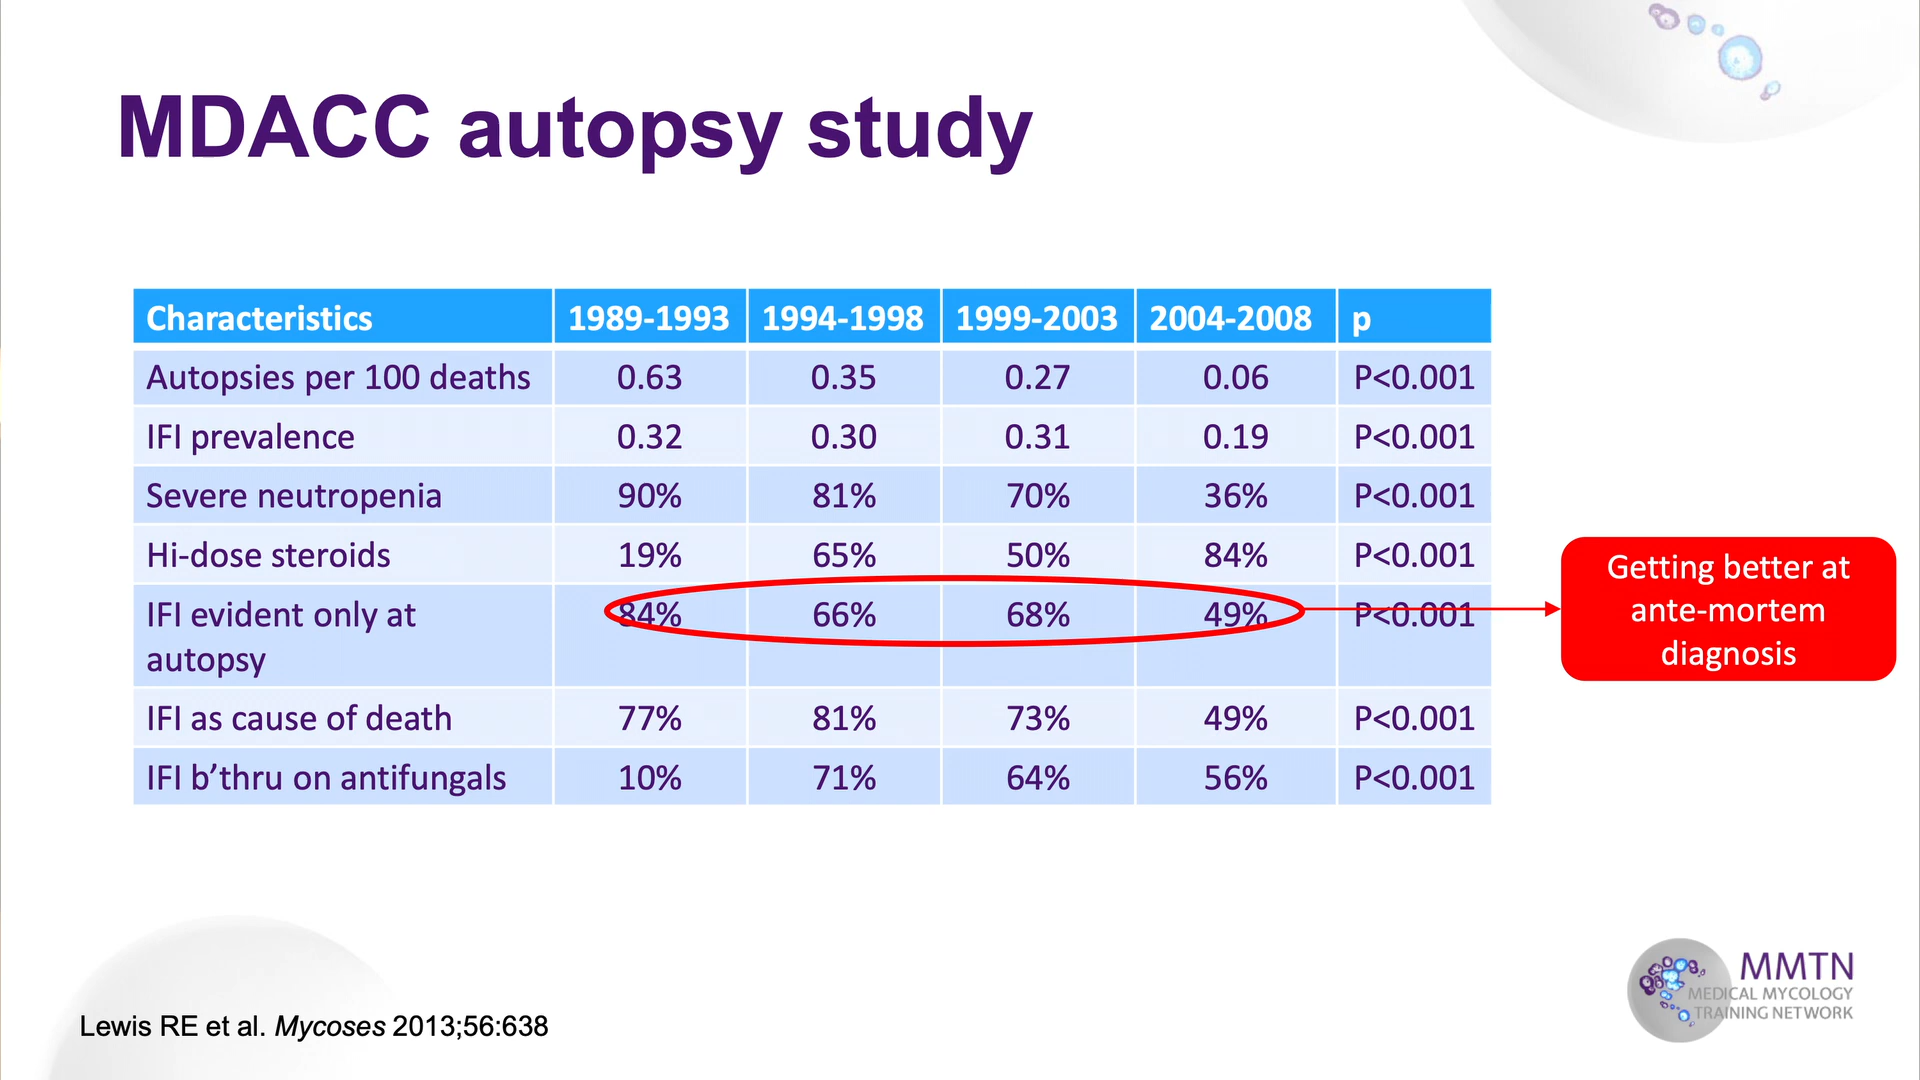 MDACC autopsy study
Characteristics 1989-1993 1994-1998 1999-2003 2004-2008 p
Autopsies per 100 deaths 0.63 0.35 0.27 0.06 P<0.001
IFI prevalence 0.32 0.30 0.31 0.19 P<0.001
Severe neutropenia 90% 81% 70% 36% P<0.001
Hi-dose steroids 19% 65% 50% 84% P<0.001
IFI evident only at 84% 66% 68% 49% P<0.001
autopsy
IFI as cause of death 77% 81% 73% 49% P<0.001
IFI b’thru on antifungals 10% 71% 64% 56% P<0.001
Getting better at
ante-mortem
diagnosis
Lewis RE et al. Mycoses 2013;56:638
MMTN
MEDICAL MYCOLOGY
TRAINING NETWORK